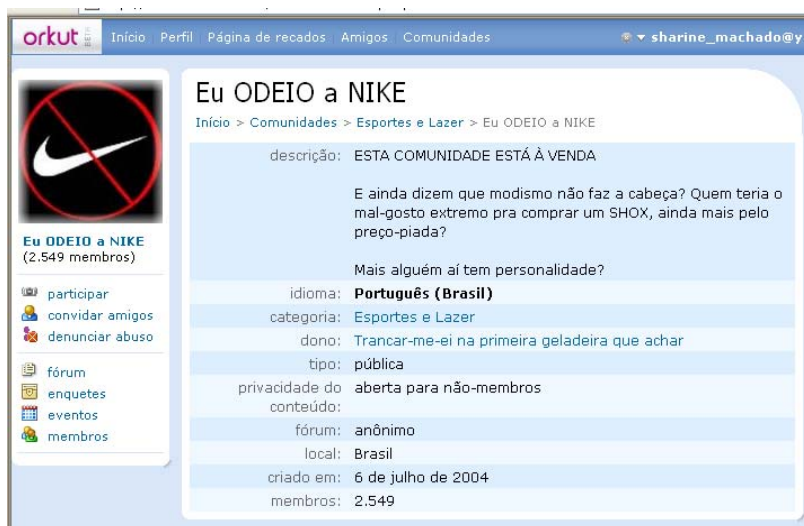 orkut BETA Início Perfil Página de recados Amigos Comunidades sharine_machado@y
Eu ODEIO a NIKE
Início > Comunidades > Esportes e Lazer > Eu ODEIO a NIKE
descrição: ESTA COMUNIDADE ESTÁ À VENDA
E ainda dizem que modismo não faz a cabeça? Quem teria o
mal-gosto extremo pra comprar um SHOX, ainda mais pelo
preço-piada?
Mais alguém aí tem personalidade?
idioma: Português (Brasil)
categoria: Esportes e Lazer
dono: Trancar-me-ei na primeira geladeira que achar
tipo: pública
privacidade do aberta para não-membros
conteúdo:
fórum: anônimo
local: Brasil
criado em: 6 de julho de 2004
membros: 2.549
Eu ODEIO a NIKE
(2.549 membros)
participar
convidar amigos
denunciar abuso
fórum
enquetes
eventos
membros